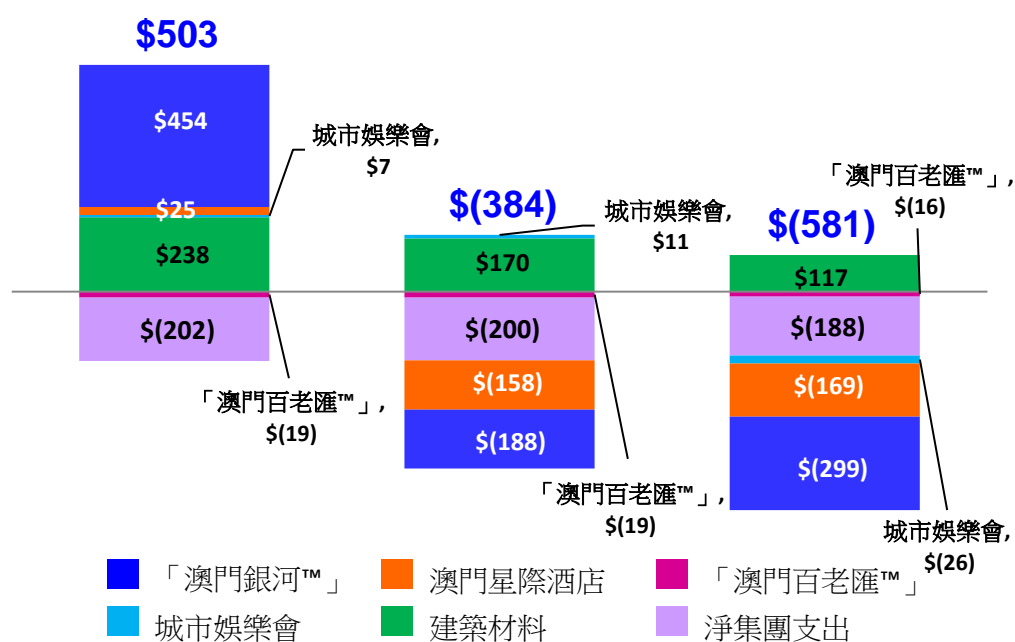 $503
$454
$25
$238
$(202)
城市娛樂會,
$7
「澳門百老匯™」,
$(19)
$(384)
城市娛樂會,
$11
$170
$(200)
$(158)
$(188)
「澳門百老匯™」,
$(19)
$(581)
「澳門百老匯™」,
$(16)
$117
$(188)
$(169)
$(299)
城市娛樂會,
$(26)
「澳門銀河™」
澳門星際酒店
「澳門百老匯™」
城市娛樂會
建築材料
淨集團支出